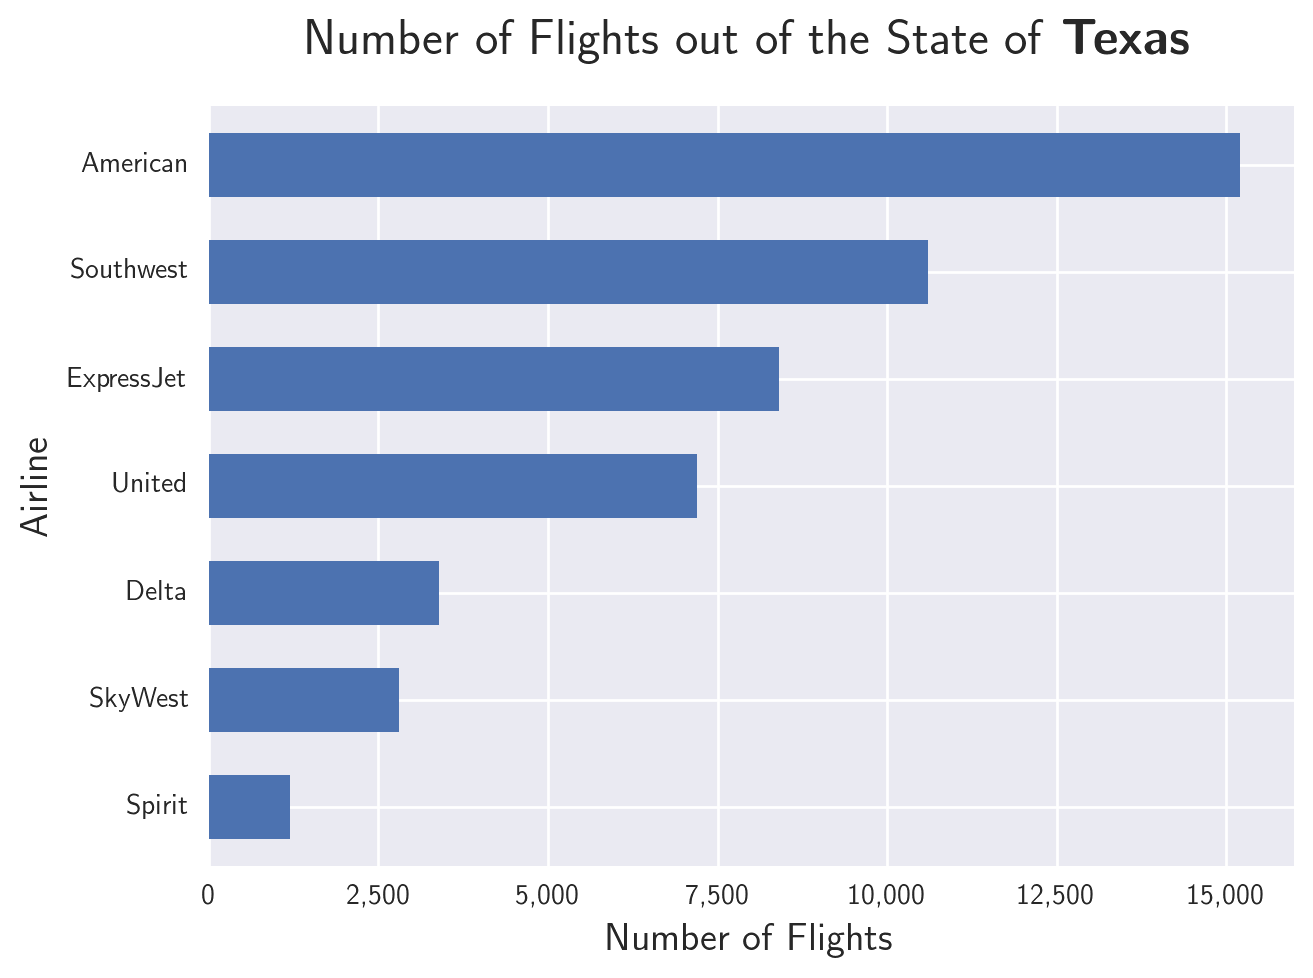 Number of Flights out of the State of Texas
American
Southwest
ExpressJet
United
Delta
SkyWest
Spirit
Airline
0 2,500 5,000 7,500 10,000 12,500 15,000
Number of Flights